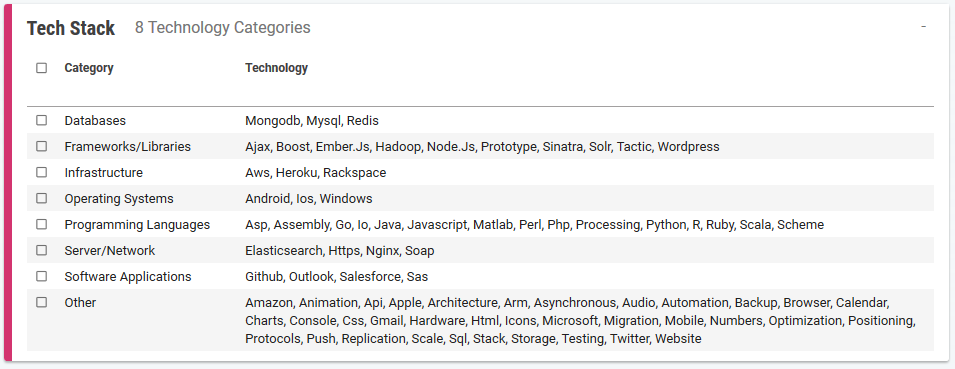 Tech Stack 8 Technology Categories -
Category Technology
Databases Mongodb, Mysql, Redis
Frameworks/Libraries Ajax, Boost, Ember.Js, Hadoop, Node.Js, Prototype, Sinatra, Solr, Tactic, Wordpress
Infrastructure Aws, Heroku, Rackspace
Operating Systems Android, Ios, Windows
Programming Languages Asp, Assembly, Go, Io, Java, Javascript, Matlab, Perl, Php, Processing, Python, R, Ruby, Scala, Scheme
Server/Network Elasticsearch, Https, Nginx, Soap
Software Applications Github, Outlook, Salesforce, Sas
Other Amazon, Animation, Api, Apple, Architecture, Arm, Asynchronous, Audio, Automation, Backup, Browser, Calendar,
Charts, Console, Css, Gmail, Hardware, Html, Icons, Microsoft, Migration, Mobile, Numbers, Optimization, Positioning,
Protocols, Push, Replication, Scale, Sql, Stack, Storage, Testing, Twitter, Website